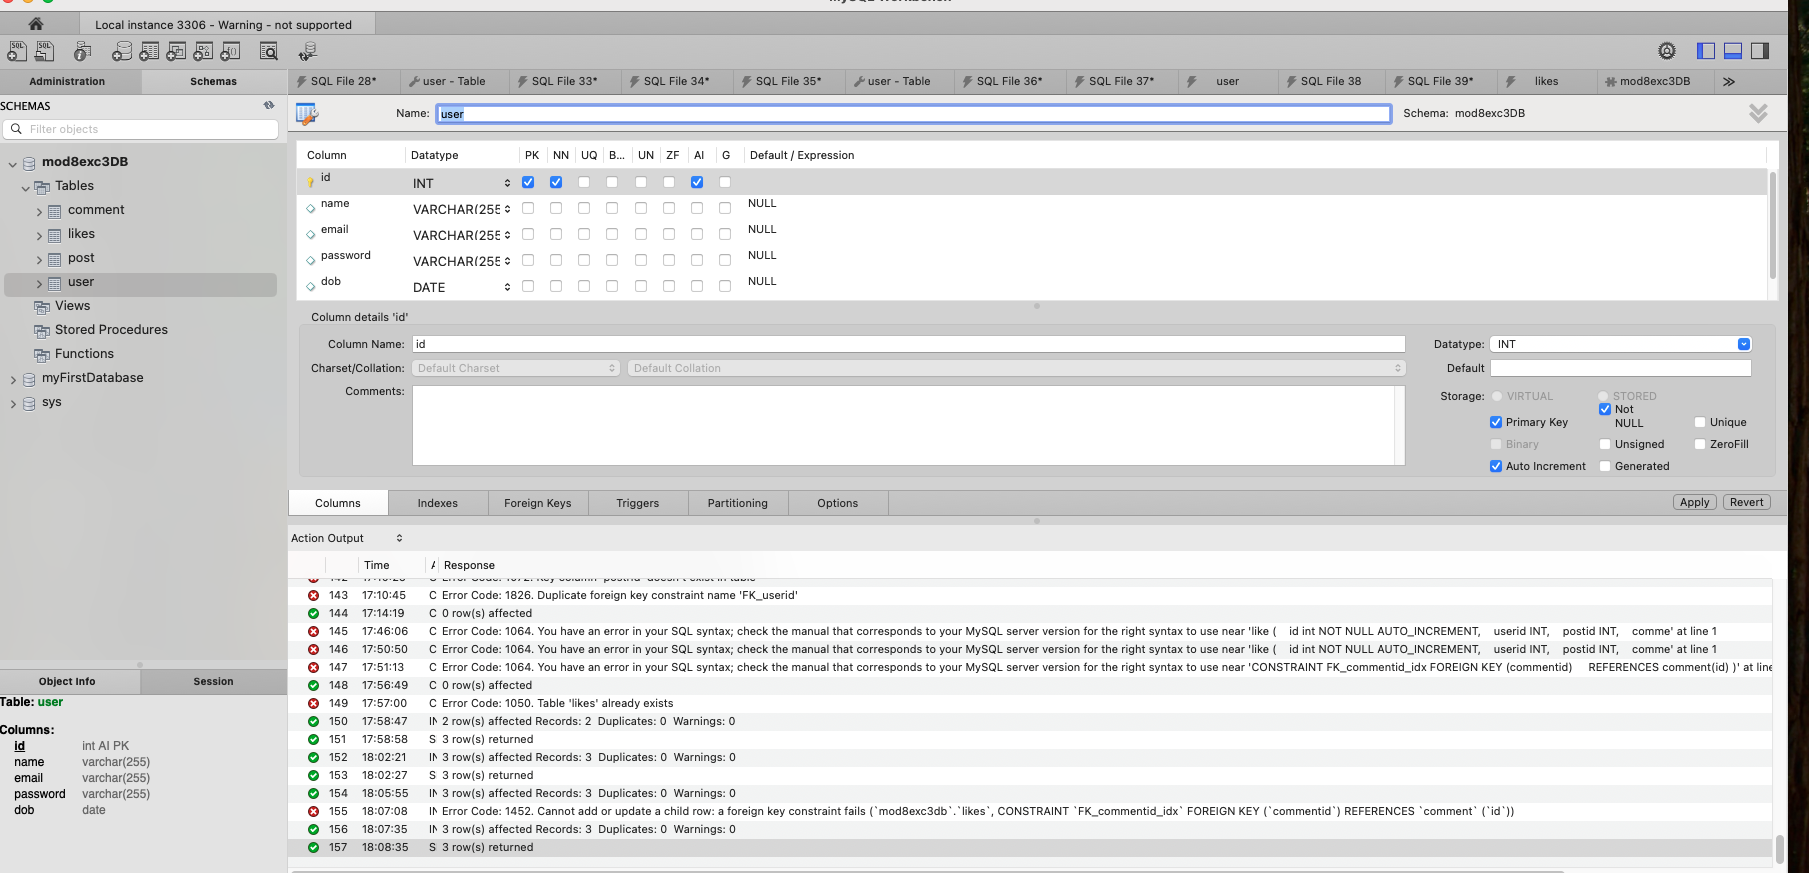 MySQL Workbench
Local instance 3306 - Warning - not supported
Administration Schemas
SQL File 28* user - Table SQL File 33* SQL File 34* SQL File 35* user - Table SQL File 36* SQL File 37* user SQL File 38 SQL File 39* likes mod8exc3DB
SCHEMAS
Filter objects
mod8exc3DB
Tables
comment
likes
post
user
Views
Stored Procedures
Functions
myFirstDatabase
sys
Name: user Schema: mod8exc3DB
Column Datatype PK NN UQ B... UN ZF AI G Default / Expression
id INT
name VARCHAR(255 NULL
email VARCHAR(255 NULL
password VARCHAR(255 NULL
dob DATE NULL
Column details 'id'
Column Name: id Datatype: INT
Charset/Collation: Default Charset Default Collation Default
Comments: Storage: VIRTUAL STORED
Primary Key Not NULL Unique
Binary Unsigned ZeroFill
Auto Increment Generated
Columns Indexes Foreign Keys Triggers Partitioning Options Apply Revert
Action Output
Time A Response
142 17:10:28 C Error Code: 1072. Key column 'postid' doesn't exist in table
143 17:10:45 C Error Code: 1826. Duplicate foreign key constraint name 'FK_userid'
144 17:14:19 C 0 row(s) affected
145 17:46:06 C Error Code: 1064. You have an error in your SQL syntax; check the manual that corresponds to your MySQL server version for the right syntax to use near 'like ( id int NOT NULL AUTO_INCREMENT, userid INT, postid INT, comme' at line 1
146 17:50:50 C Error Code: 1064. You have an error in your SQL syntax; check the manual that corresponds to your MySQL server version for the right syntax to use near 'like ( id int NOT NULL AUTO_INCREMENT, userid INT, postid INT, comme' at line 1
147 17:51:13 C Error Code: 1064. You have an error in your SQL syntax; check the manual that corresponds to your MySQL server version for the right syntax to use near 'CONSTRAINT FK_commentid_idx FOREIGN KEY (commentid) REFERENCES comment(id) )' at line
148 17:56:49 C 0 row(s) affected
149 17:57:00 C Error Code: 1050. Table 'likes' already exists
150 17:58:47 IN 2 row(s) affected Records: 2 Duplicates: 0 Warnings: 0
151 17:58:58 S 3 row(s) returned
152 18:02:21 IN 3 row(s) affected Records: 3 Duplicates: 0 Warnings: 0
153 18:02:27 S 3 row(s) returned
154 18:05:55 IN 3 row(s) affected Records: 3 Duplicates: 0 Warnings: 0
155 18:07:08 IN Error Code: 1452. Cannot add or update a child row: a foreign key constraint fails (`mod8exc3db`.`likes`, CONSTRAINT `FK_commentid_idx` FOREIGN KEY (`commentid`) REFERENCES `comment` (`id`))
156 18:07:35 IN 3 row(s) affected Records: 3 Duplicates: 0 Warnings: 0
157 18:08:35 S 3 row(s) returned
Object Info Session
Table: user
Columns:
id int AI PK
name varchar(255)
email varchar(255)
password varchar(255)
dob date